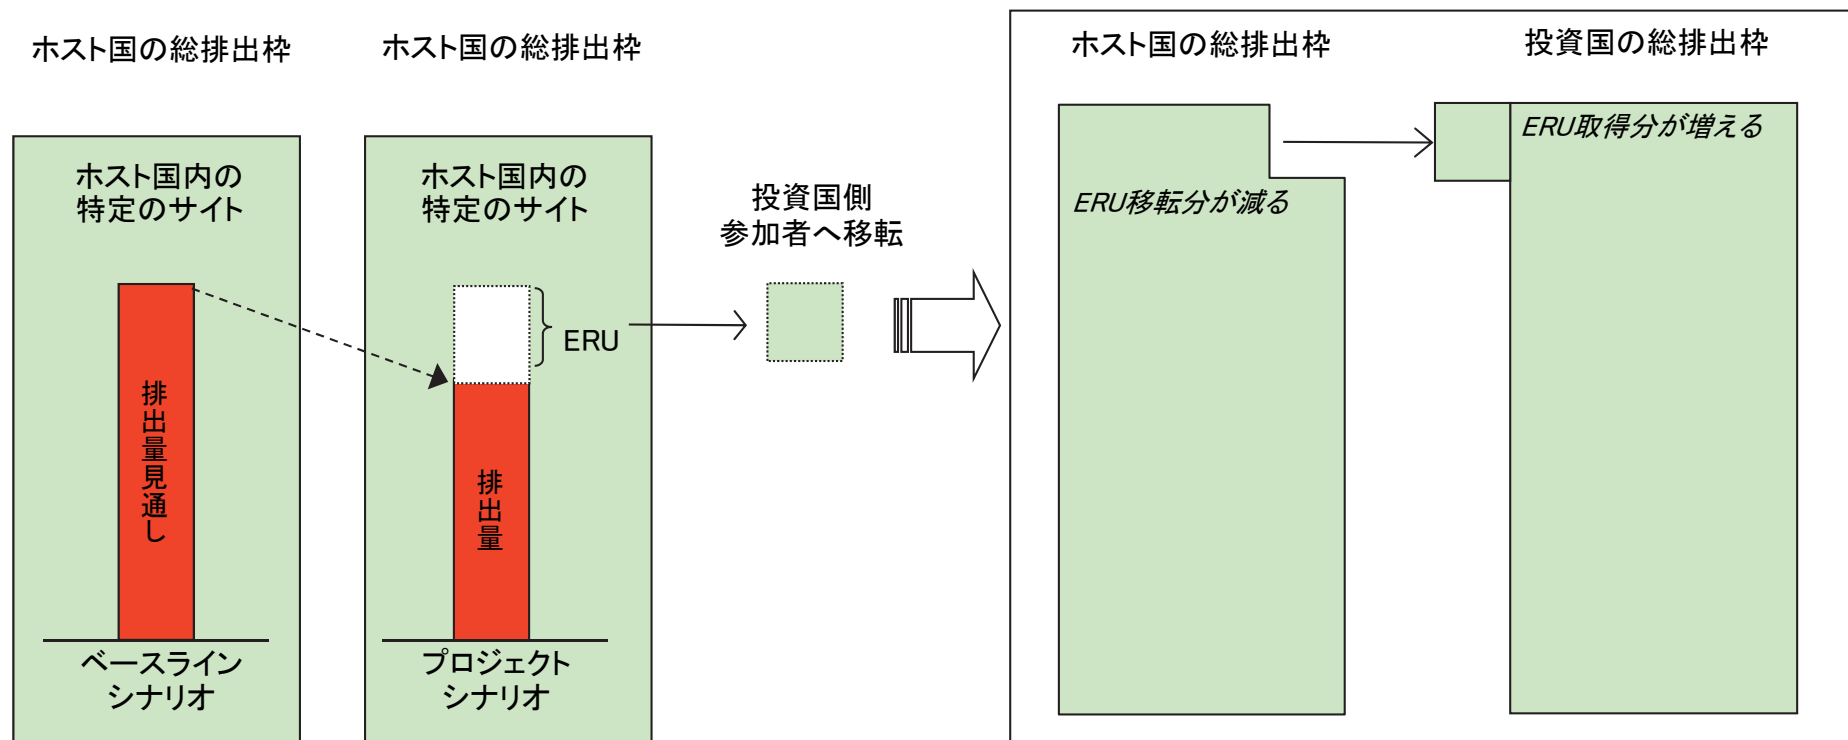 ホスト国の総排出枠
ホスト国の総排出枠
ホスト国内の
特定のサイト
排出量見通し
ベースライン
シナリオ
ホスト国内の
特定のサイト
ERU
排出量
プロジェクト
シナリオ
投資国側
参加者へ移転
ホスト国の総排出枠
投資国の総排出枠
ERU移転分が減る
ERU取得分が増える